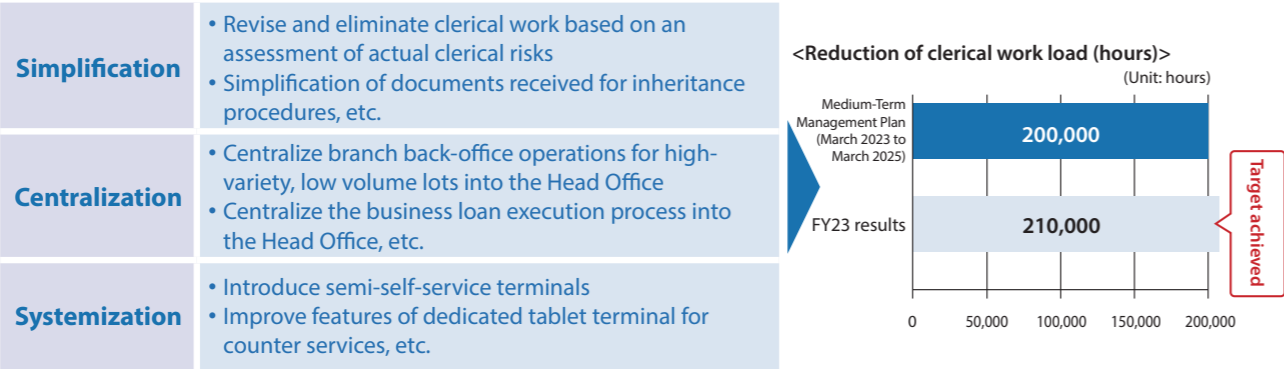 Simplification
• Revise and eliminate clerical work based on an
assessment of actual clerical risks
• Simplification of documents received for inheritance
procedures, etc.
Centralization
• Centralize branch back-office operations for high-
variety, low volume lots into the Head Office
• Centralize the business loan execution process into
the Head Office, etc.
Systemization
• Introduce semi-self-service terminals
• Improve features of dedicated tablet terminal for
counter services, etc.
<Reduction of clerical work load (hours)>
(Unit: hours)
Medium-Term
Management Plan
(March 2023 to
March 2025)
200,000
FY23 results
210,000
Target achieved
0 50,000 100,000 150,000 200,000